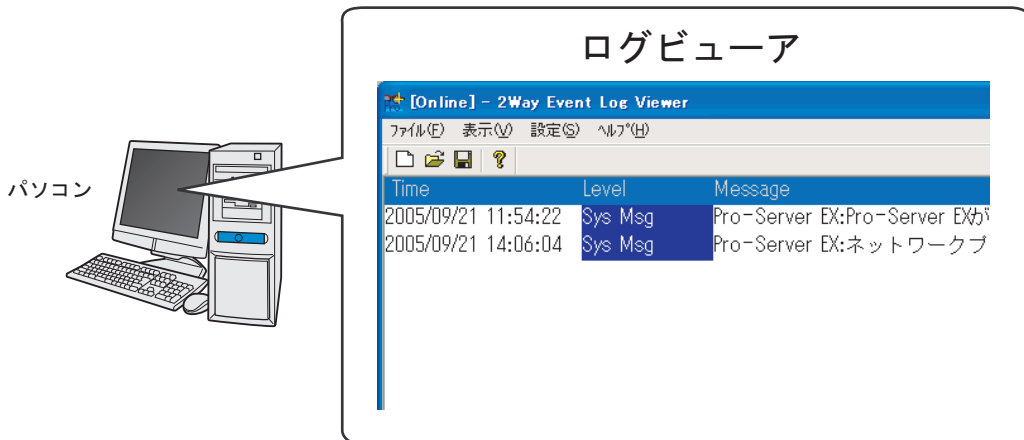 ログビューア
パソコン
[Online] - 2Way Event Log Viewer
ファイル(F) 表示(V) 設定(S) ヘルプ(H)
Time Level Message
2005/09/21 11:54:22 Sys Msg Pro-Server EX:Pro-Server EXが
2005/09/21 14:06:04 Sys Msg Pro-Server EX:ネットワークプ